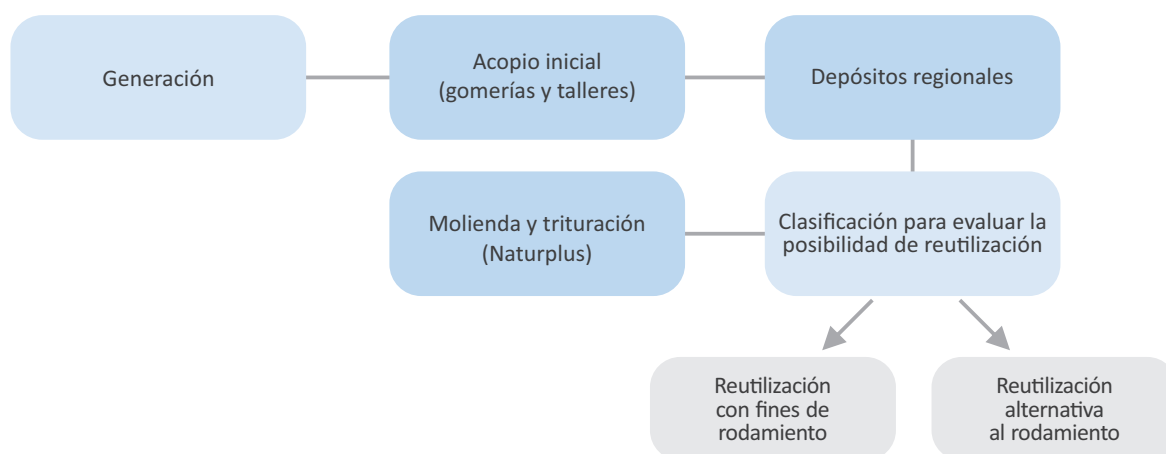 Generación
Acopio inicial
(gomerías y talleres)
Depósitos regionales
Molienda y trituración
(Naturplus)
Clasificación para evaluar la
posibilidad de reutilización
Reutilización
con fines de
rodamiento
Reutilización
alternativa
al rodamiento